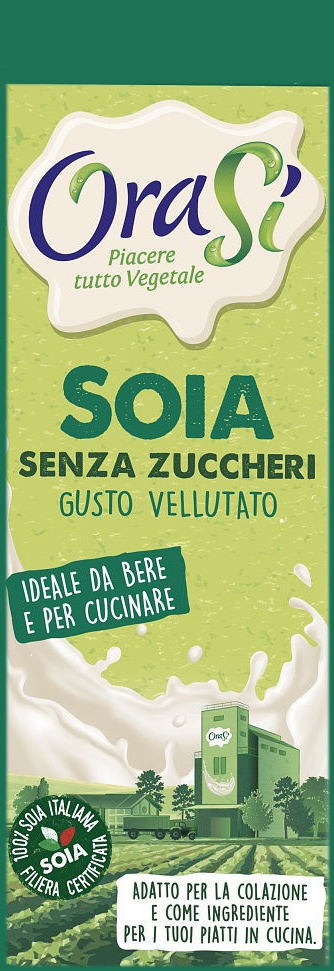 OraSì
Piacere
tutto Vegetale
SOIA
SENZA ZUCCHERI
GUSTO VELLUTATO
IDEALE DA BERE
E PER CUCINARE
OraSì
100% SOIA ITALIANA
SOIA
FILIERA CERTIFICATA
ADATTO PER LA COLAZIONE
E COME INGREDIENTE
PER I TUOI PIATTI IN CUCINA.